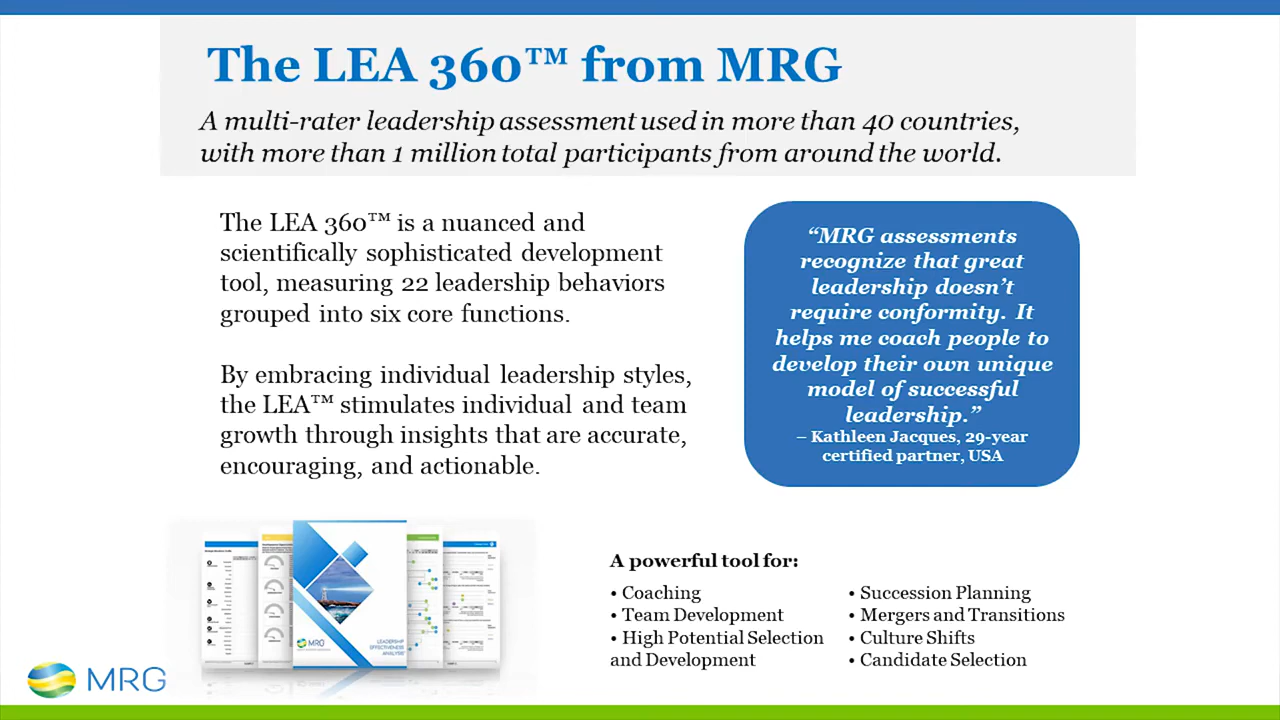 The LEA 360™ from MRG
A multi-rater leadership assessment used in more than 40 countries,
with more than 1 million total participants from around the world.
The LEA 360™ is a nuanced and
scientifically sophisticated development
tool, measuring 22 leadership behaviors
grouped into six core functions.
By embracing individual leadership styles,
the LEA™ stimulates individual and team
growth through insights that are accurate,
encouraging, and actionable.
“MRG assessments
recognize that great
leadership doesn’t
require conformity. It
helps me coach people to
develop their own unique
model of successful
leadership.”
– Kathleen Jacques, 29-year
certified partner, USA
MRG
LEADERSHIP
EFFECTIVENESS
ANALYSIS
A powerful tool for:
• Coaching
• Team Development
• High Potential Selection
and Development
• Succession Planning
• Mergers and Transitions
• Culture Shifts
• Candidate Selection
MRG